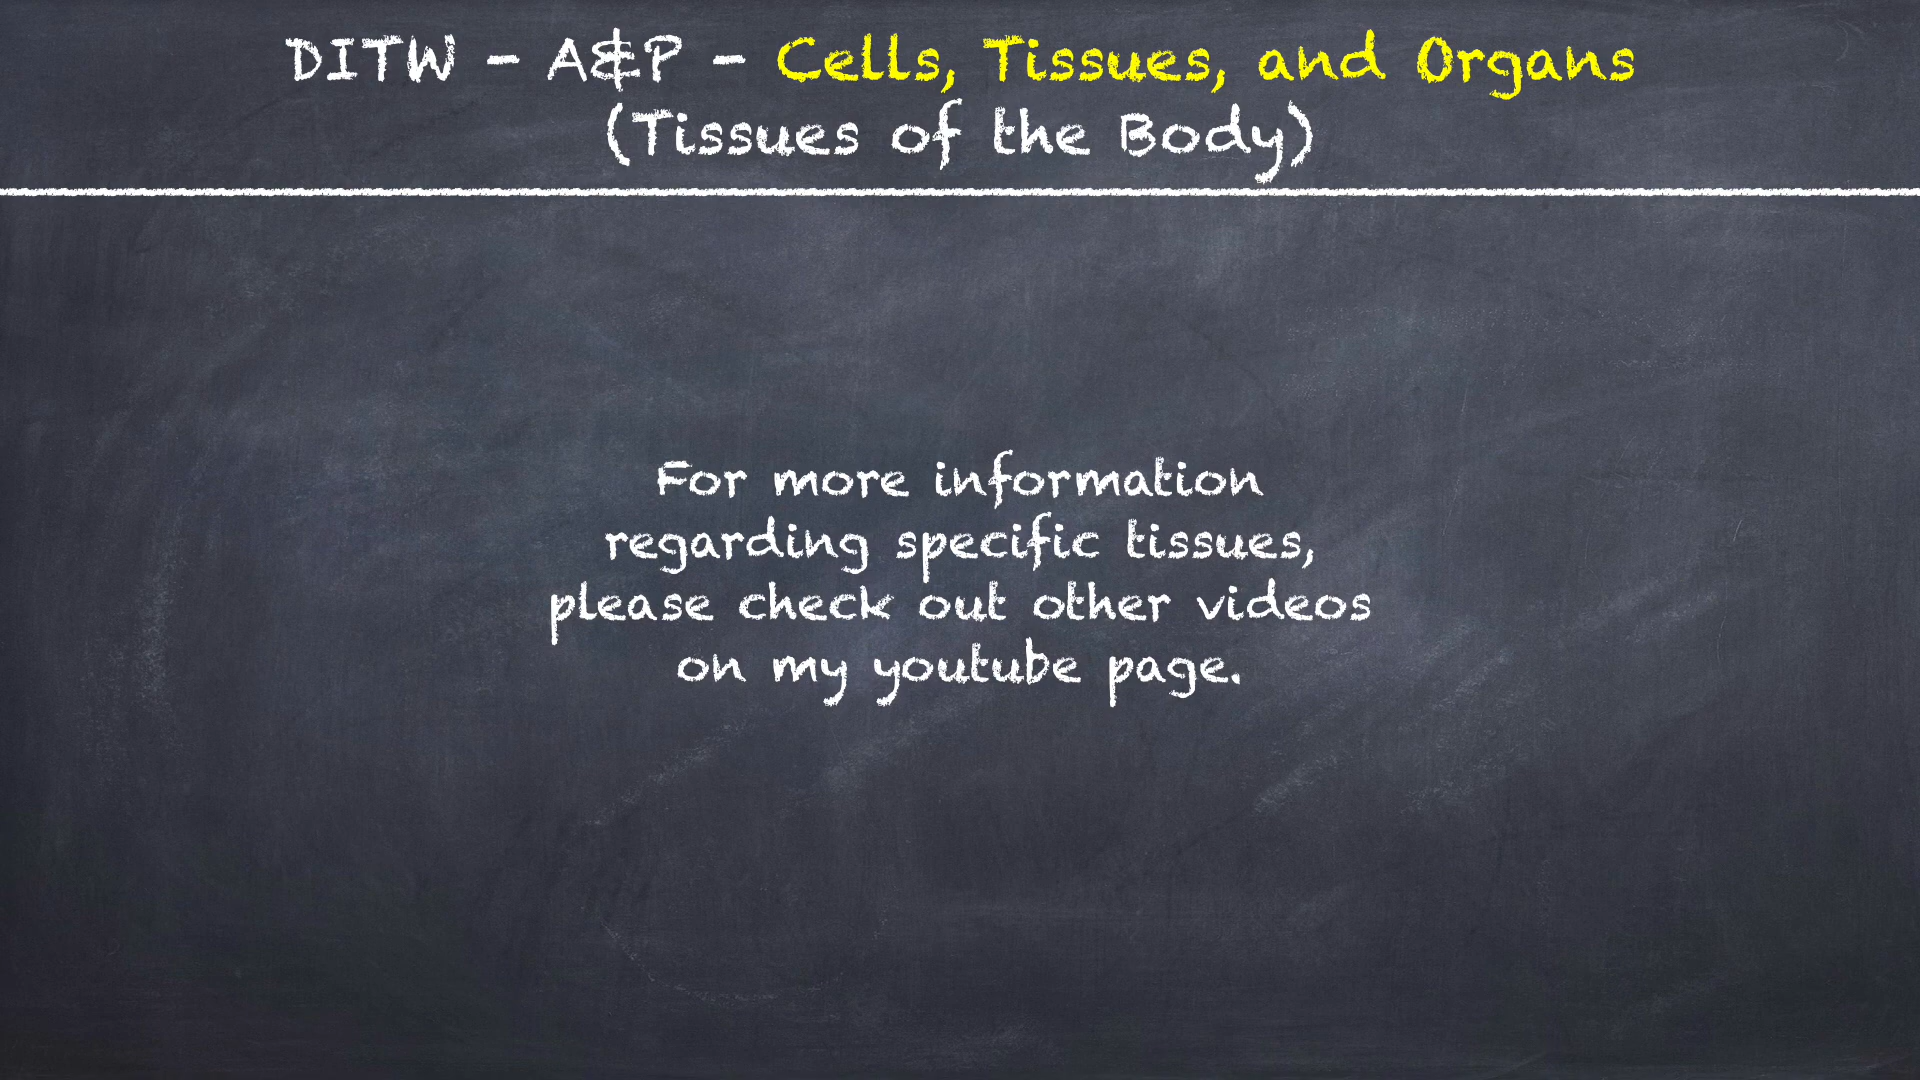 DITW - A&P - Cells, Tissues, and Organs
(Tissues of the Body)
For more information
regarding specific tissues,
please check out other videos
on my youtube page.